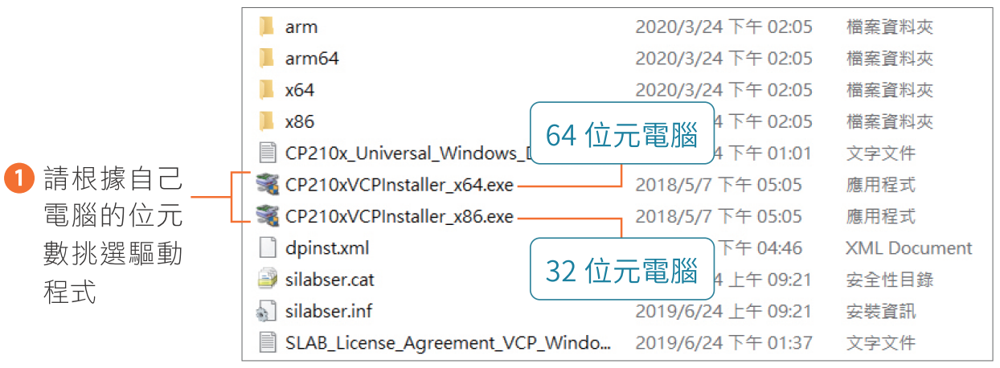 arm 2020/3/24 下午 02:05 檔案資料夾
arm64 2020/3/24 下午 02:05 檔案資料夾
x64 2020/3/24 下午 02:05 檔案資料夾
x86 4 下午 02:05 檔案資料夾
64 位元電腦
CP210x_Universal_Windows_ 4 下午 01:01 文字文件
1 請根據自己
電腦的位元
數挑選驅動
程式
CP210xVCPInstaller_x64.exe 2018/5/7 下午 05:05 應用程式
CP210xVCPInstaller_x86.exe 2018/5/7 下午 05:05 應用程式
dpinst.xml 下午 04:46 XML Document
32 位元電腦
silabser.cat 4 上午 09:21 安全性目錄
silabser.inf 2019/6/24 上午 09:21 安裝資訊
SLAB_License_Agreement_VCP_Windo... 2019/6/24 下午 01:37 文字文件